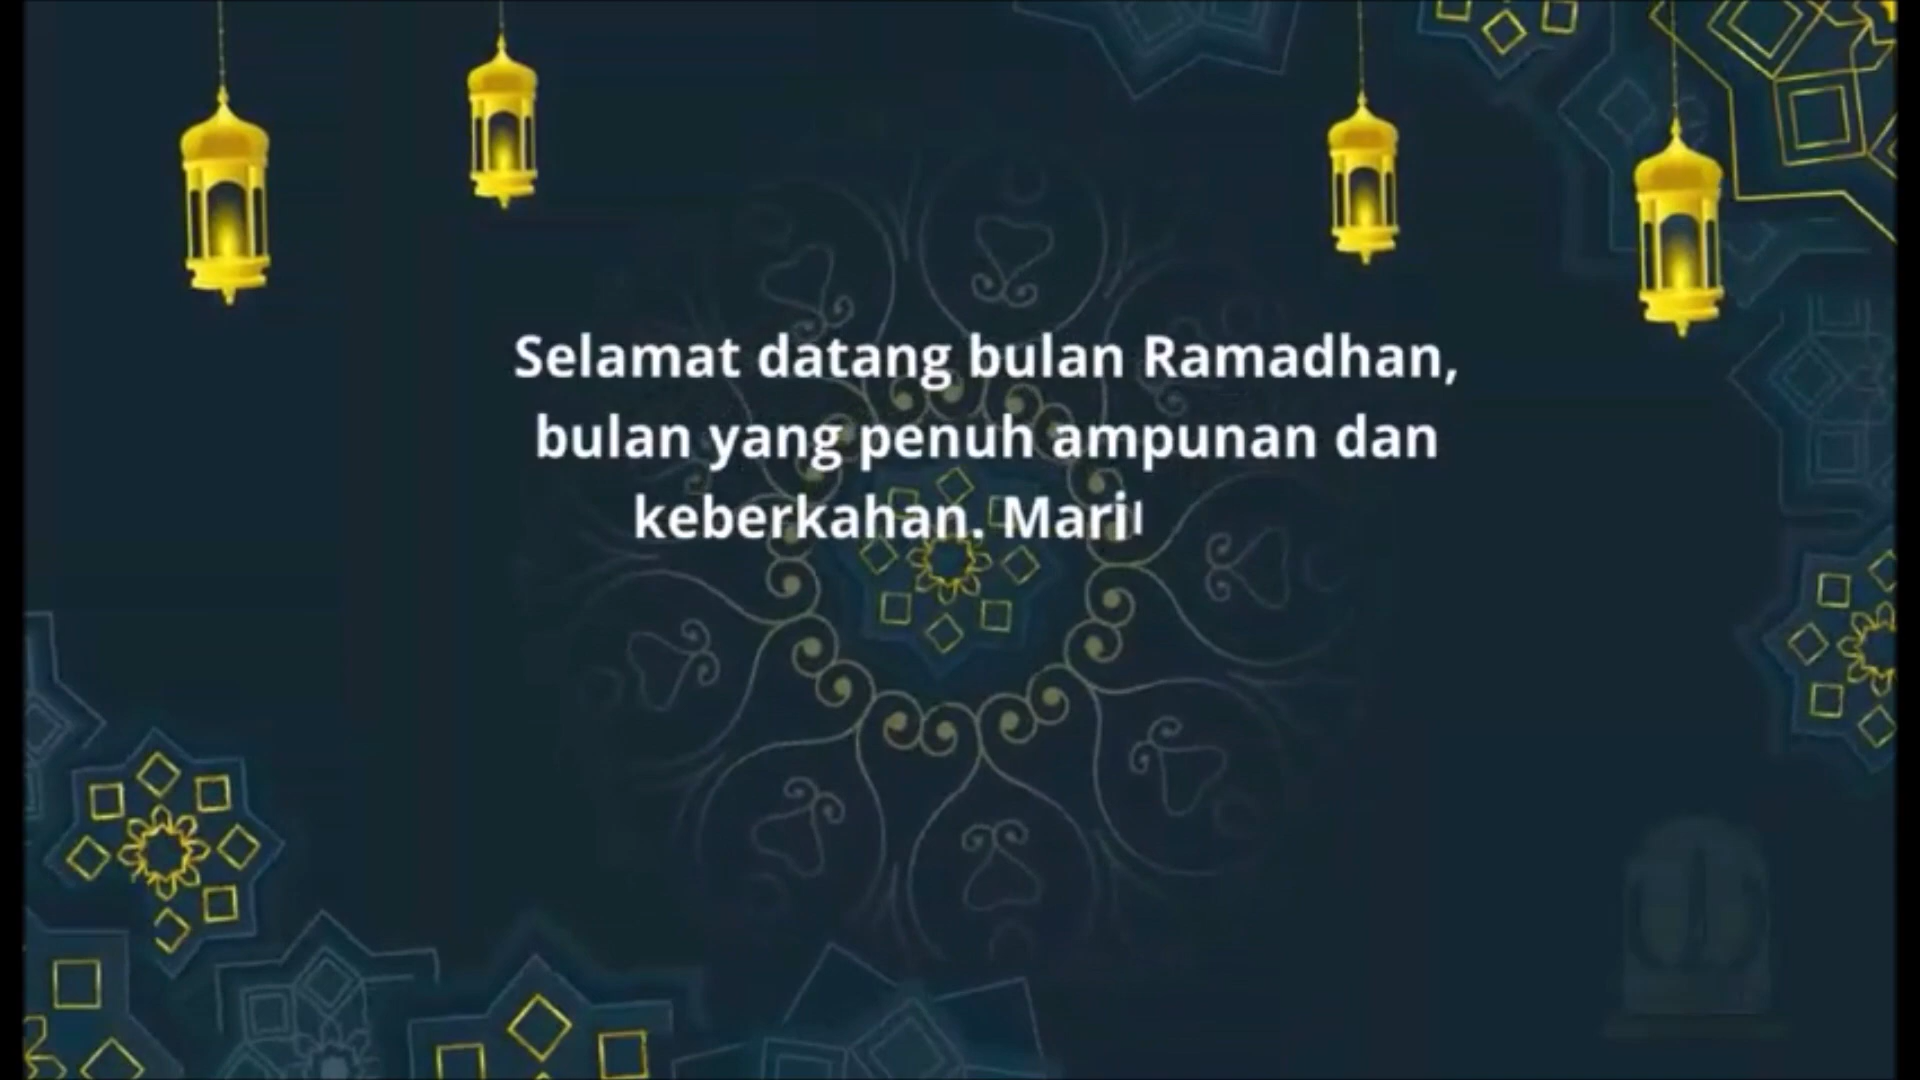 Selamat datang bulan Ramadhan,
bulan yang penuh ampunan dan
keberkahan. Mari